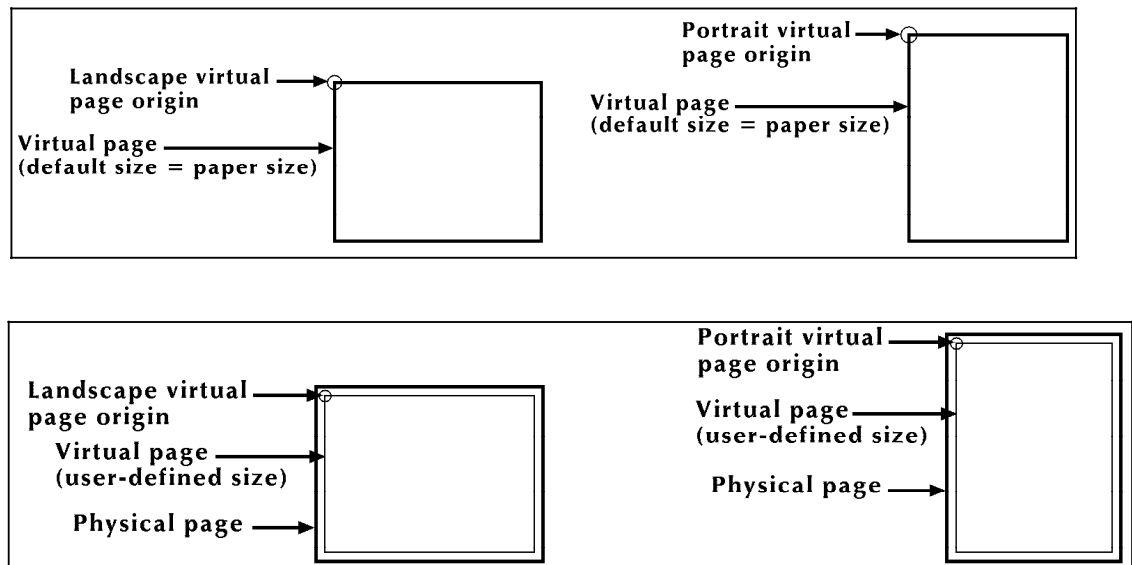 Landscape virtual
page origin
Virtual page
(default size = paper size)
Portrait virtual
page origin
Virtual page
(default size = paper size)
Landscape virtual
page origin
Virtual page
(user-defined size)
Physical page
Portrait virtual
page origin
Virtual page
(user-defined size)
Physical page